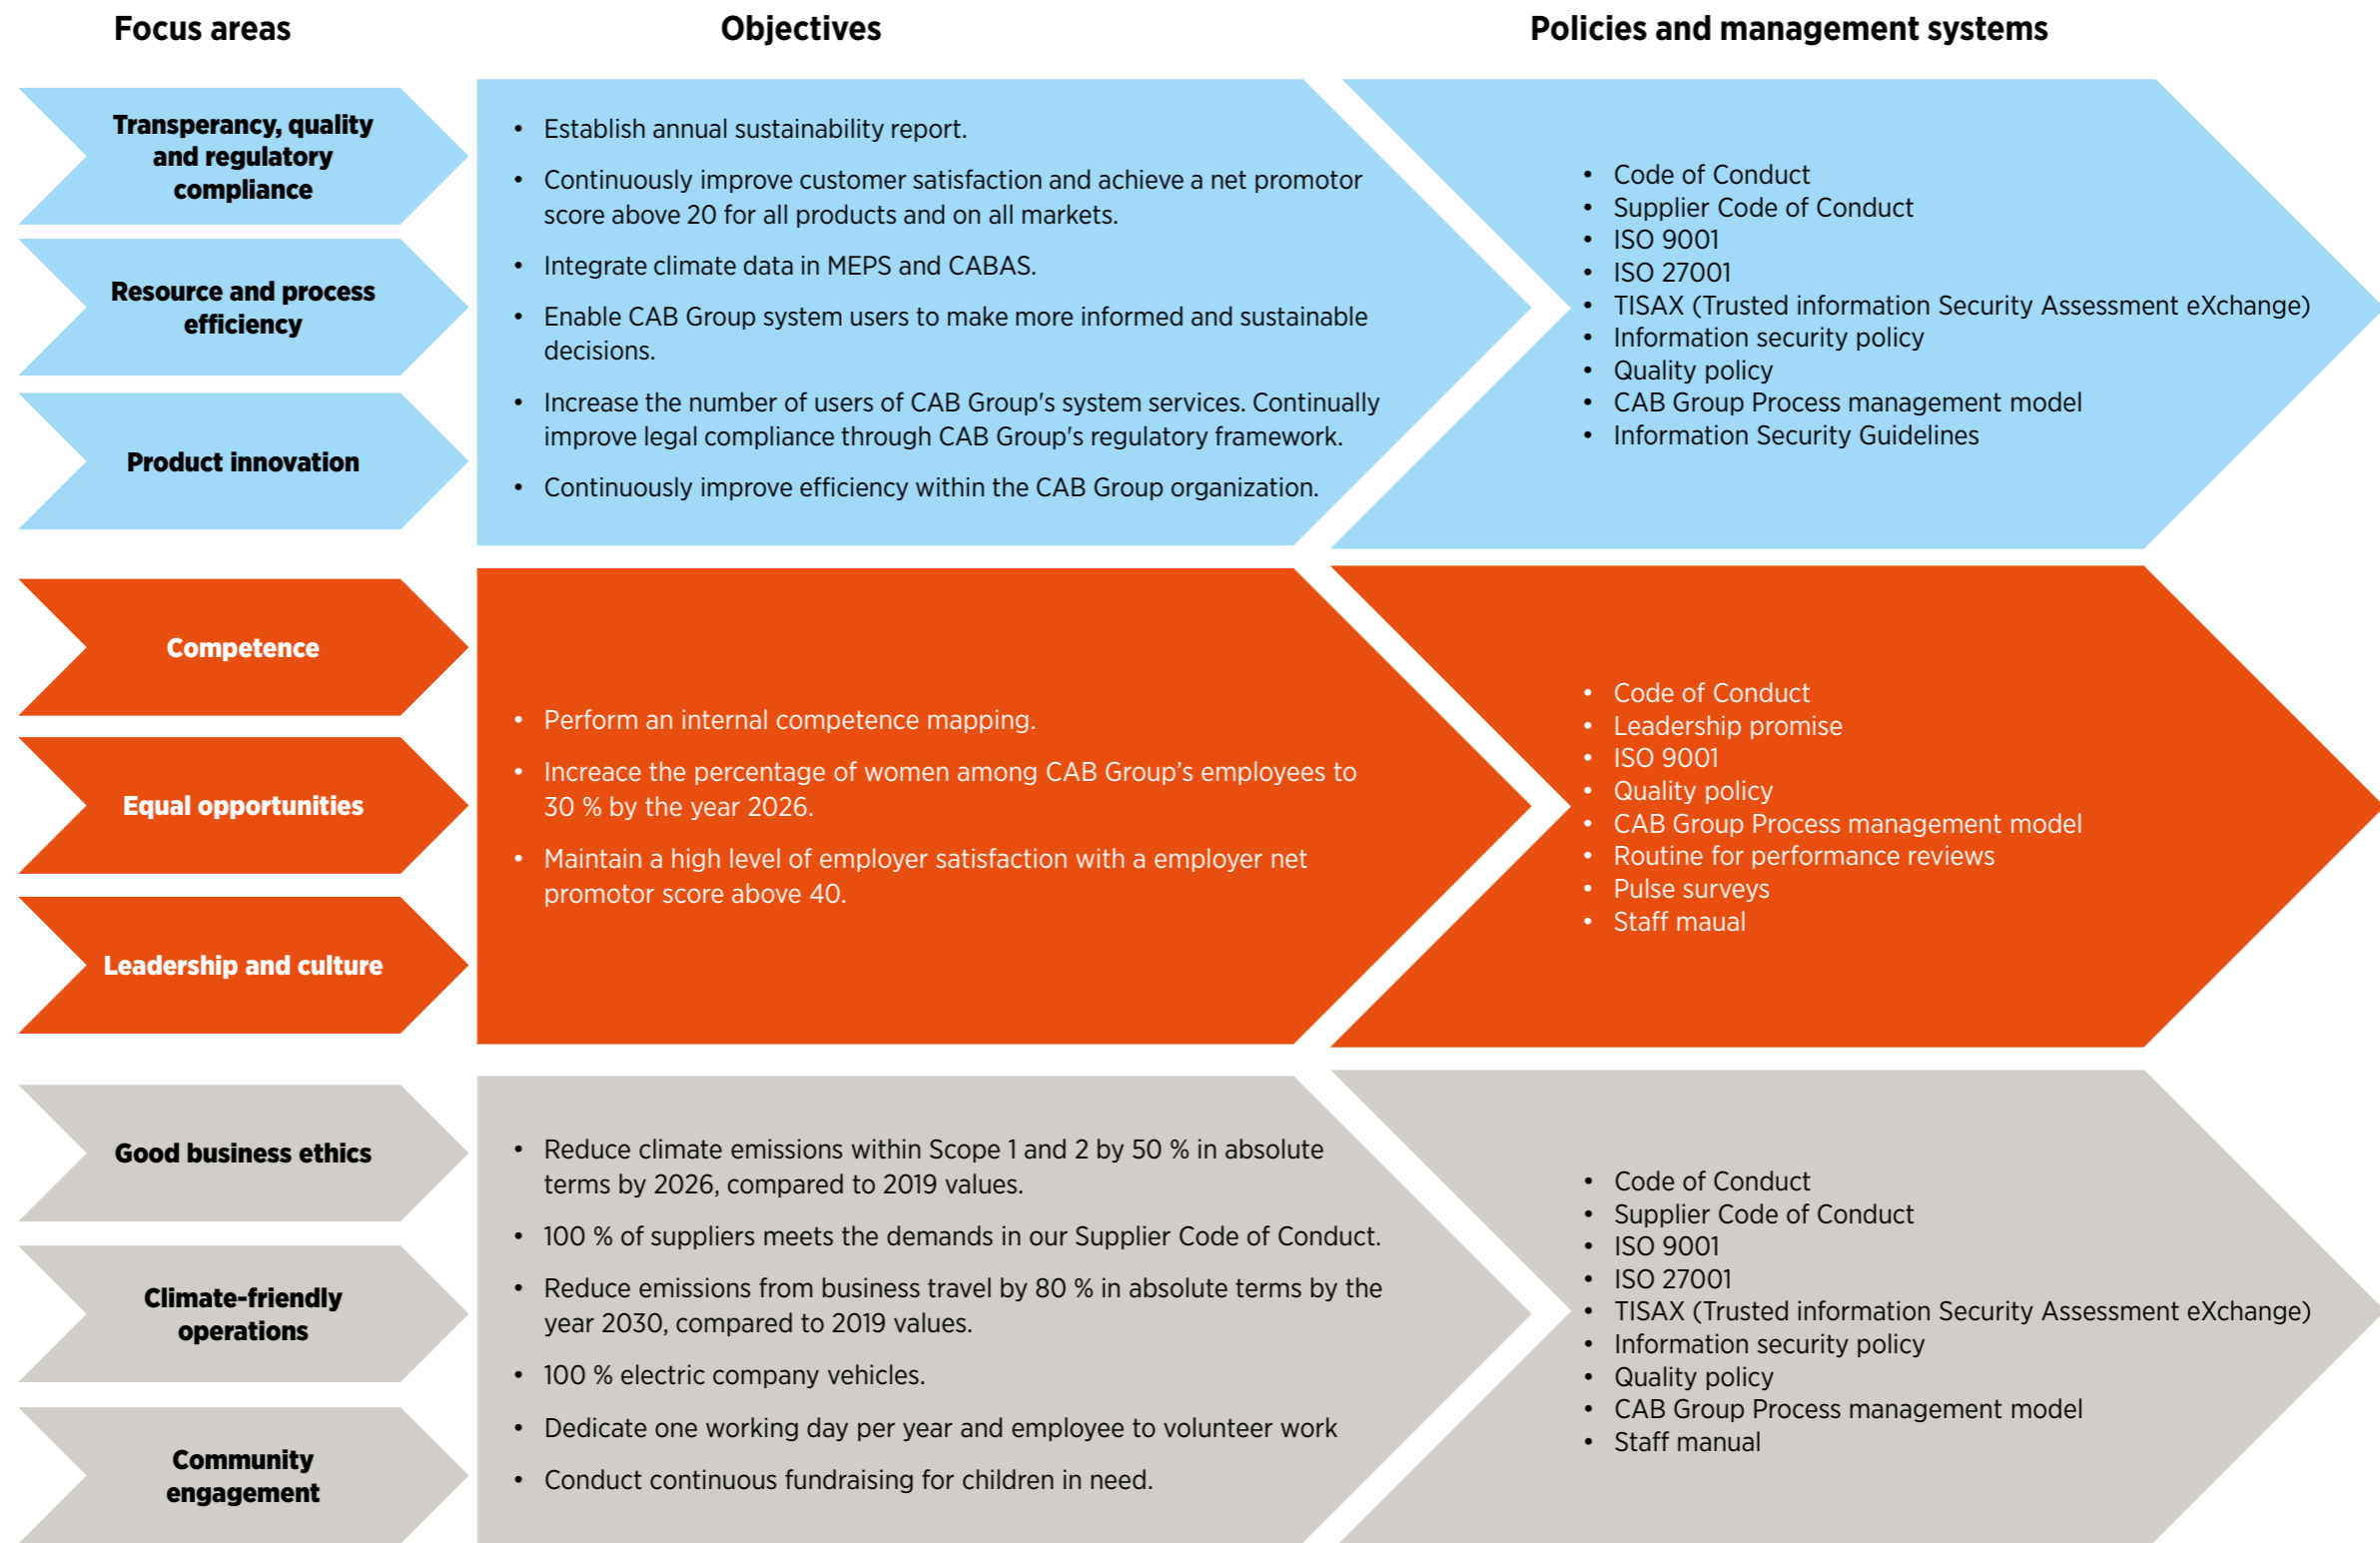 Focus areas
Objectives
Policies and management systems
Transperancy, quality
and regulatory
compliance
Resource and process
efficiency
Product innovation
• Establish annual sustainability report.
• Continuously improve customer satisfaction and achieve a net promotor
score above 20 for all products and on all markets.
• Integrate climate data in MEPS and CABAS.
• Enable CAB Group system users to make more informed and sustainable
decisions.
• Increase the number of users of CAB Group's system services. Continually
improve legal compliance through CAB Group's regulatory framework.
• Continuously improve efficiency within the CAB Group organization.
• Code of Conduct
• Supplier Code of Conduct
• ISO 9001
• ISO 27001
• TISAX (Trusted information Security Assessment eXchange)
• Information security policy
• Quality policy
• CAB Group Process management model
• Information Security Guidelines
Competence
Equal opportunities
Leadership and culture
• Perform an internal competence mapping.
• Increace the percentage of women among CAB Group’s employees to
30 % by the year 2026.
• Maintain a high level of employer satisfaction with a employer net
promotor score above 40.
• Code of Conduct
• Leadership promise
• ISO 9001
• Quality policy
• CAB Group Process management model
• Routine for performance reviews
• Pulse surveys
• Staff maual
Good business ethics
Climate-friendly
operations
Community
engagement
• Reduce climate emissions within Scope 1 and 2 by 50 % in absolute
terms by 2026, compared to 2019 values.
• 100 % of suppliers meets the demands in our Supplier Code of Conduct.
• Reduce emissions from business travel by 80 % in absolute terms by the
year 2030, compared to 2019 values.
• 100 % electric company vehicles.
• Dedicate one working day per year and employee to volunteer work
• Conduct continuous fundraising for children in need.
• Code of Conduct
• Supplier Code of Conduct
• ISO 9001
• ISO 27001
• TISAX (Trusted information Security Assessment eXchange)
• Information security policy
• Quality policy
• CAB Group Process management model
• Staff manual